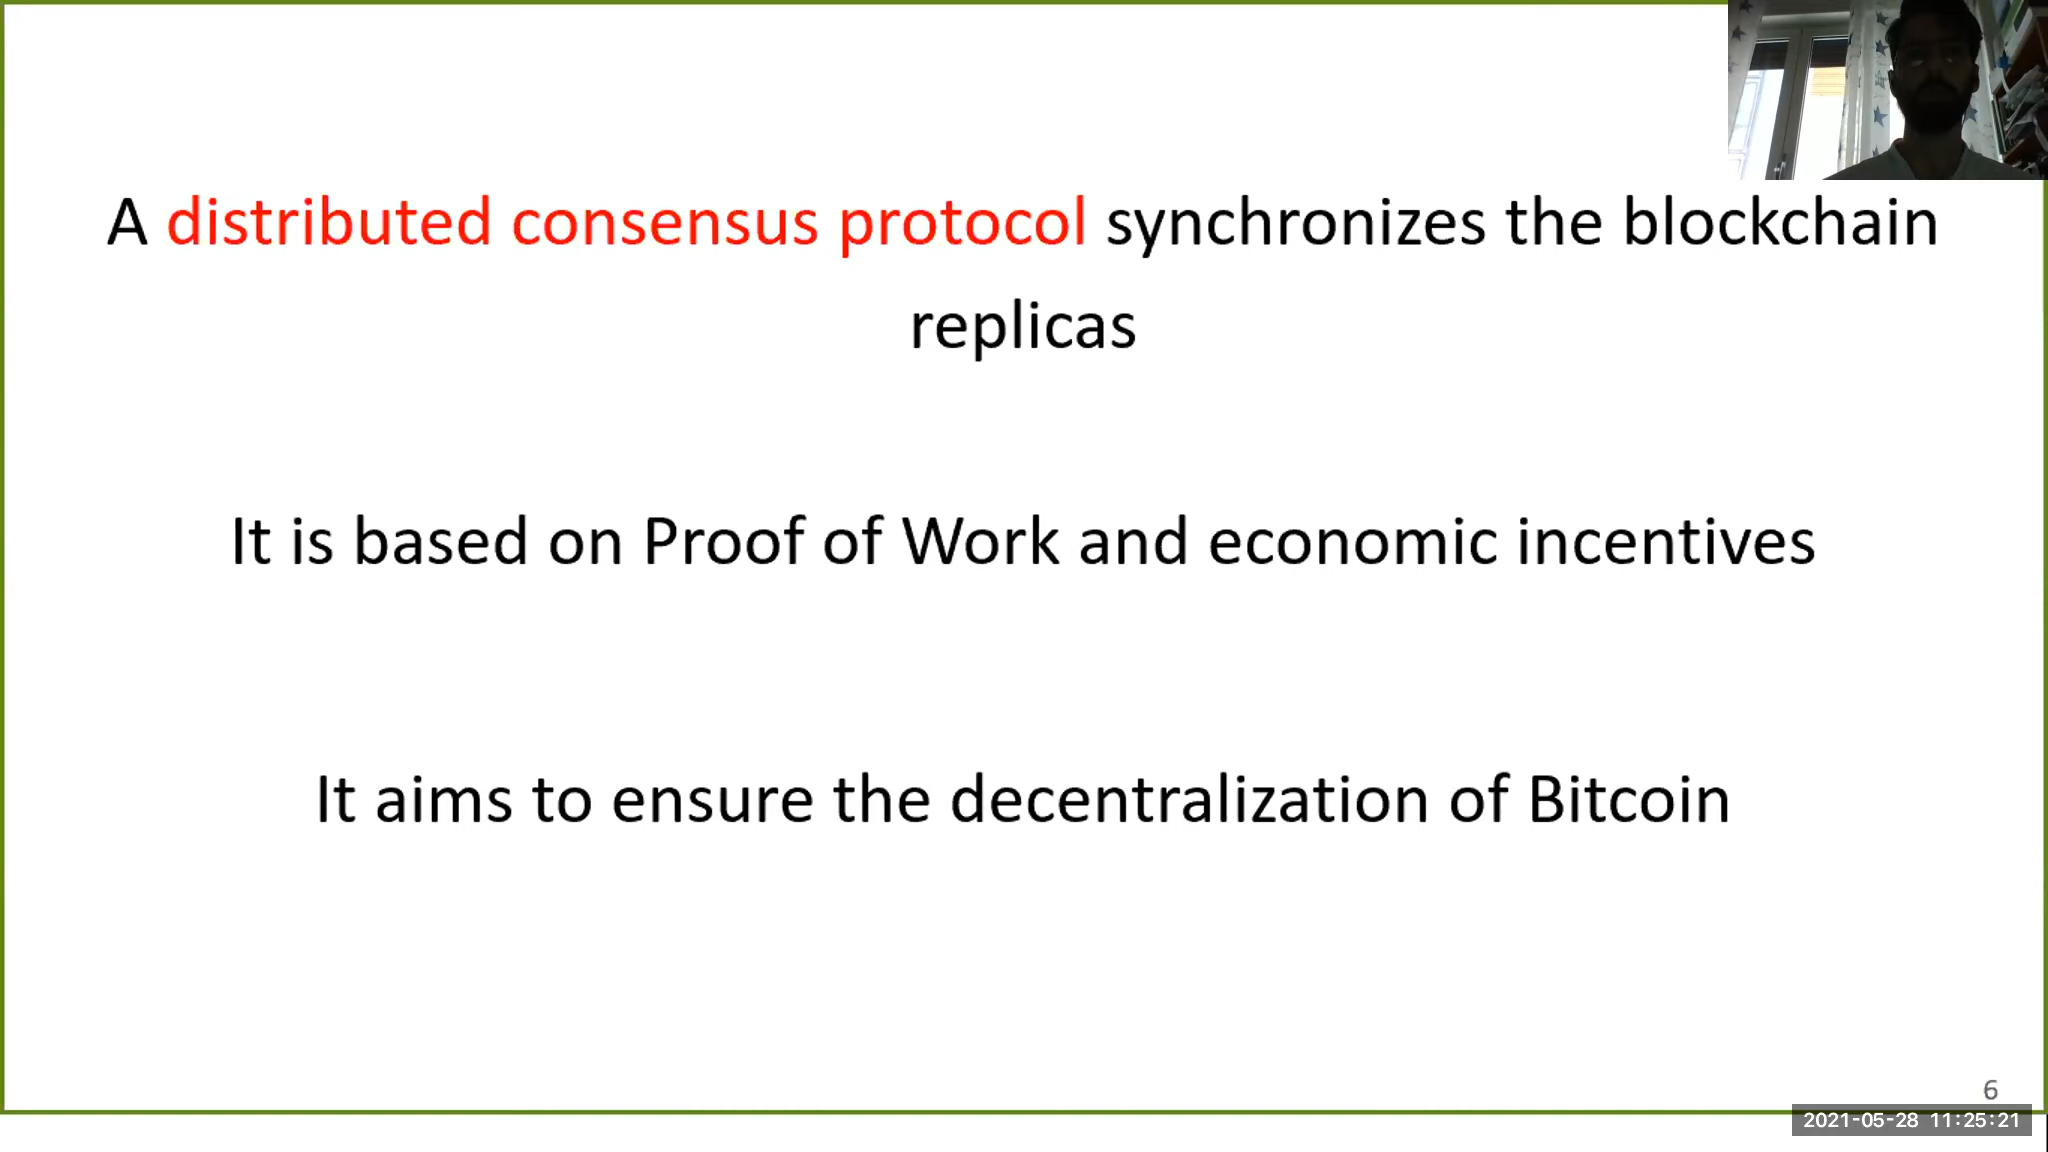 A distributed consensus protocol synchronizes the blockchain
replicas
It is based on Proof of Work and economic incentives
It aims to ensure the decentralization of Bitcoin
6
2021-05-28 11:25:21